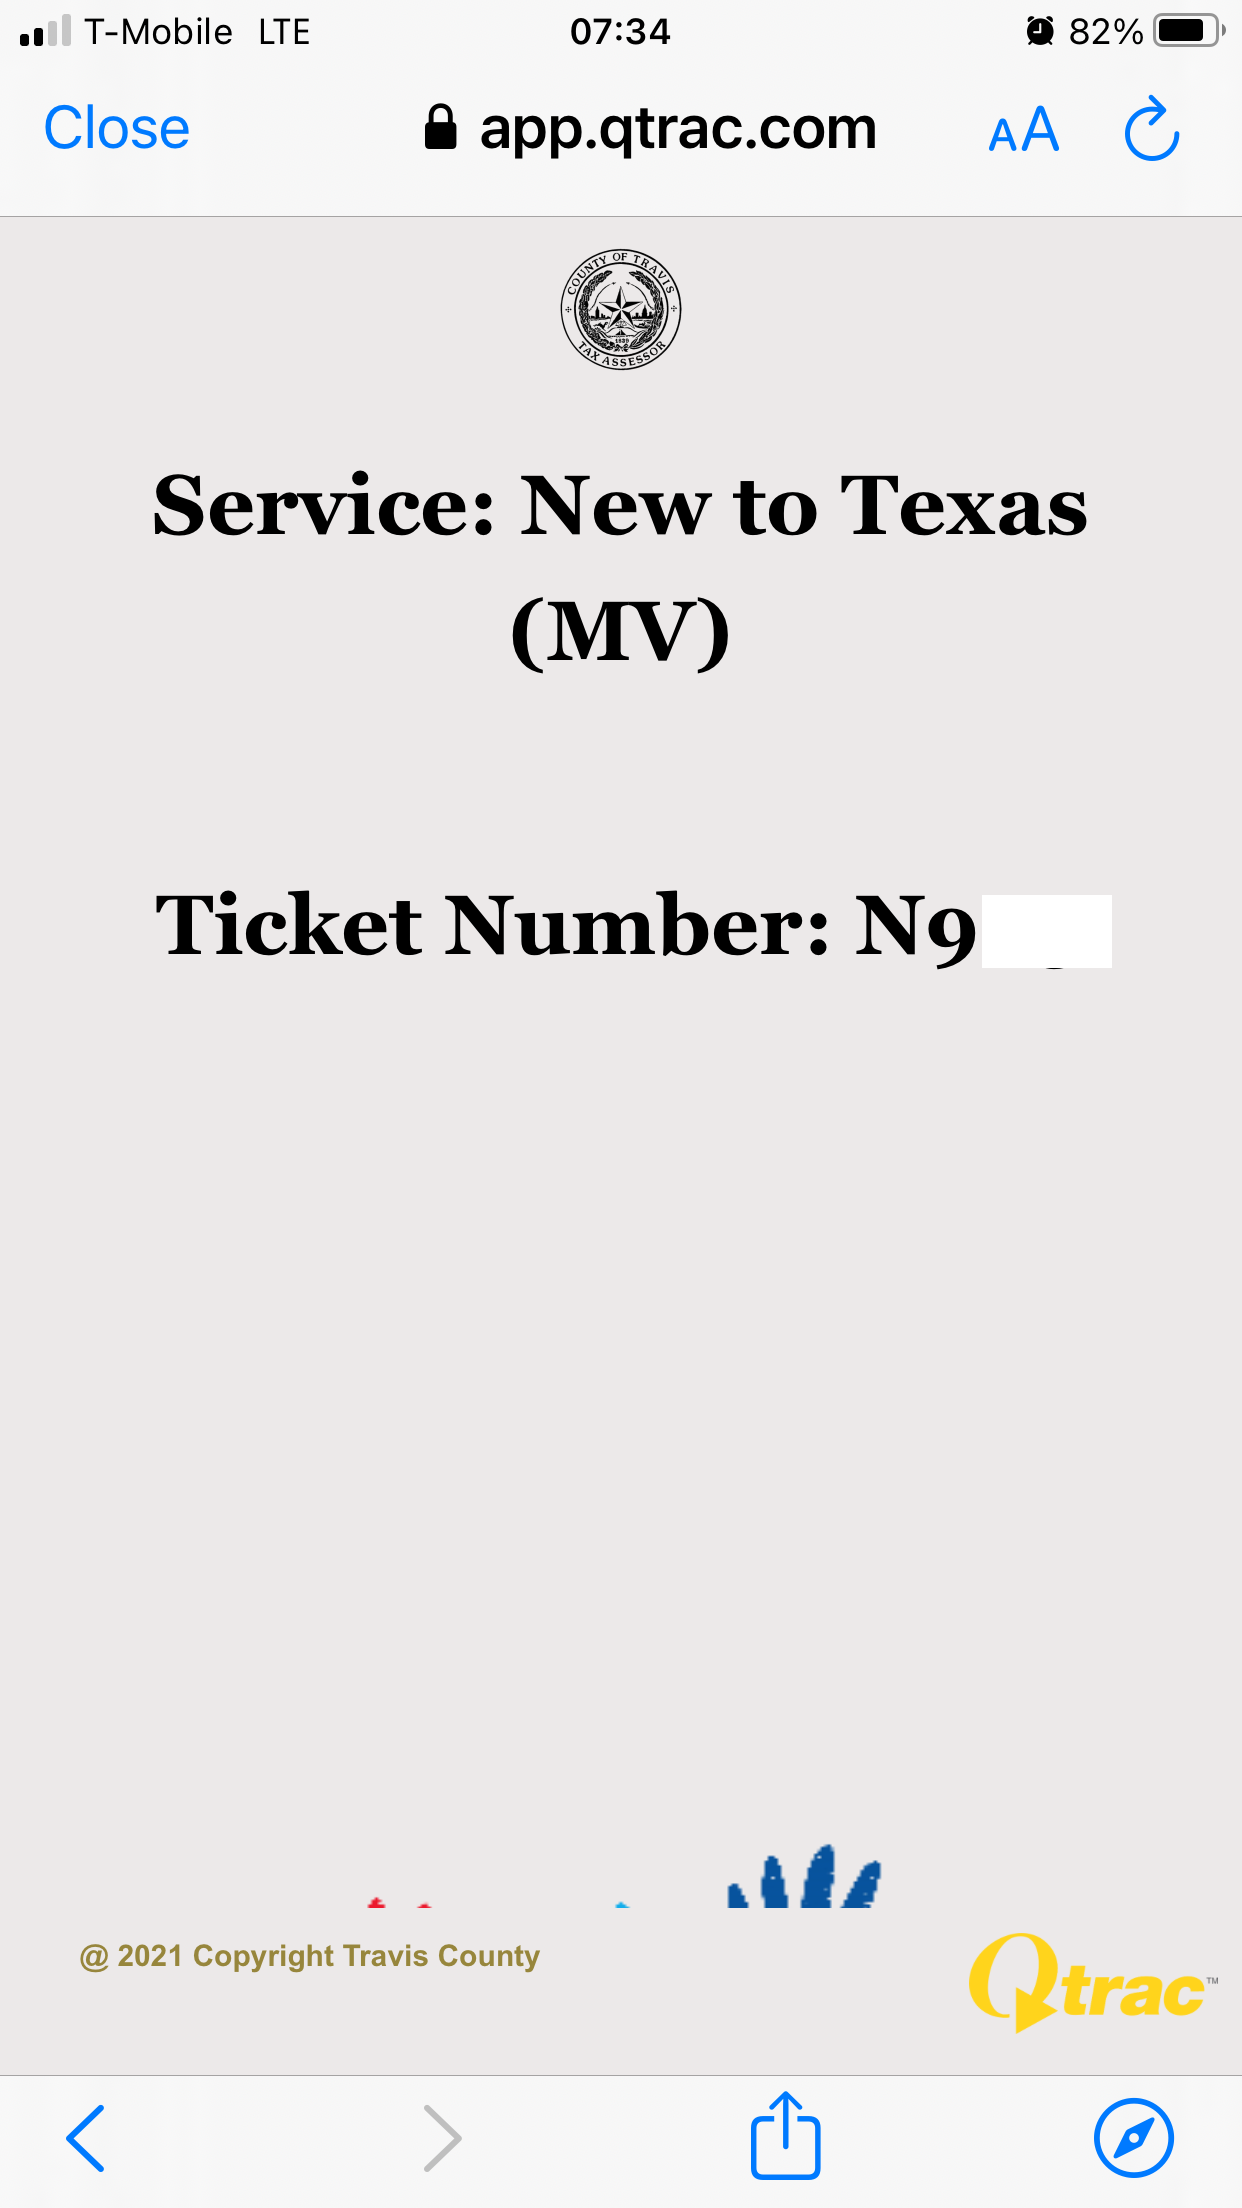 T-Mobile LTE 07:34 82%
Close app.qtrac.com AA
COUNTY OF TRAVIS
1839
TAX ASSESSOR
Service: New to Texas
(MV)
Ticket Number: N9
@ 2021 Copyright Travis County
Qtrac™